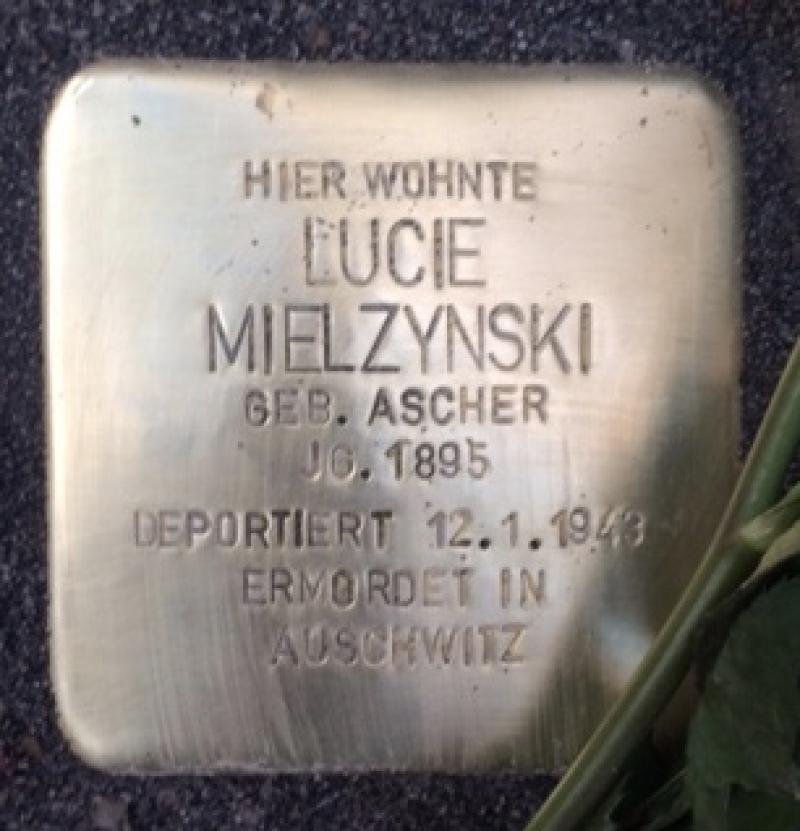 HIER WOHNTE
LUCIE
MIELZYNSKI
GEB. ASCHER
JG. 1895
DEPORTIERT 12.1.1943
ERMORDET IN
AUSCHWITZ